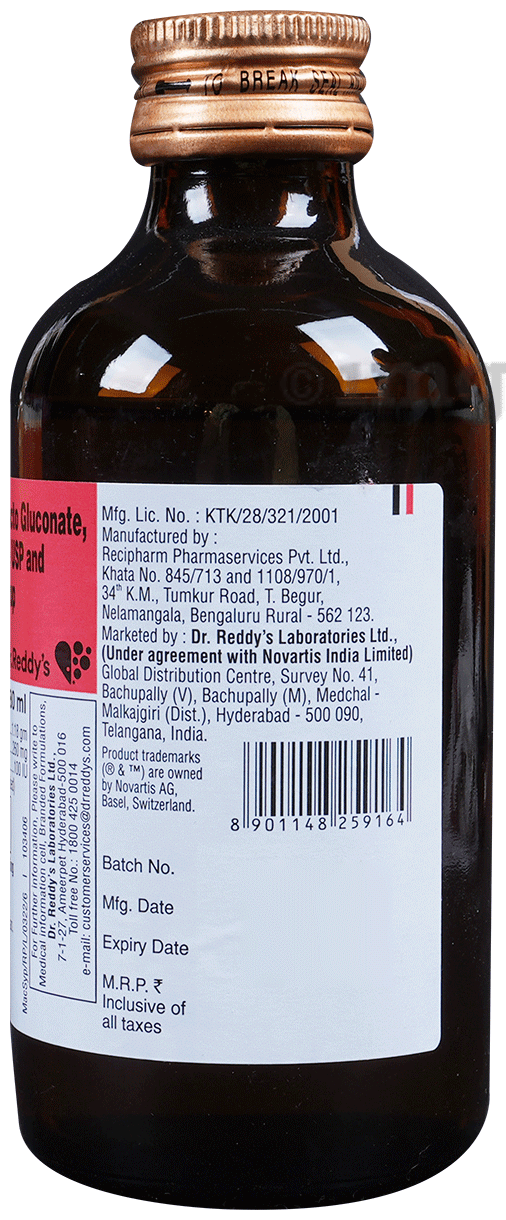 TO BREAK SEAL
cto Gluconate,
USP and
Reddy's
Mfg. Lic. No. : KTK/28/321/2001
Manufactured by :
Recipharm Pharmaservices Pvt. Ltd.,
Khata No. 845/713 and 1108/970/1,
34th K.M., Tumkur Road, T. Begur,
Nelamangala, Bengaluru Rural - 562 123.
Marketed by : Dr. Reddy's Laboratories Ltd.,
(Under agreement with Novartis India Limited)
Global Distribution Centre, Survey No. 41,
Bachupally (V), Bachupally (M), Medchal -
Malkajgiri (Dist.), Hyderabad - 500 090,
Telangana, India.
Product trademarks
(® & ™) are owned
by Novartis AG,
Basel, Switzerland.
8 901148 259164
Batch No.
Mfg. Date
Expiry Date
M.R.P. ₹
Inclusive of
all taxes
MacSyp/RP/L/0322/6 I 103406
For Further Information, Please write to
Medical information cell, Branded Formulations,
Dr. Reddy's Laboratories Ltd.,
7-1-27, Ameerpet Hyderabad-500 016
Toll free No.: 1800 425 0014
e-mail: customerservices@drreddys.com